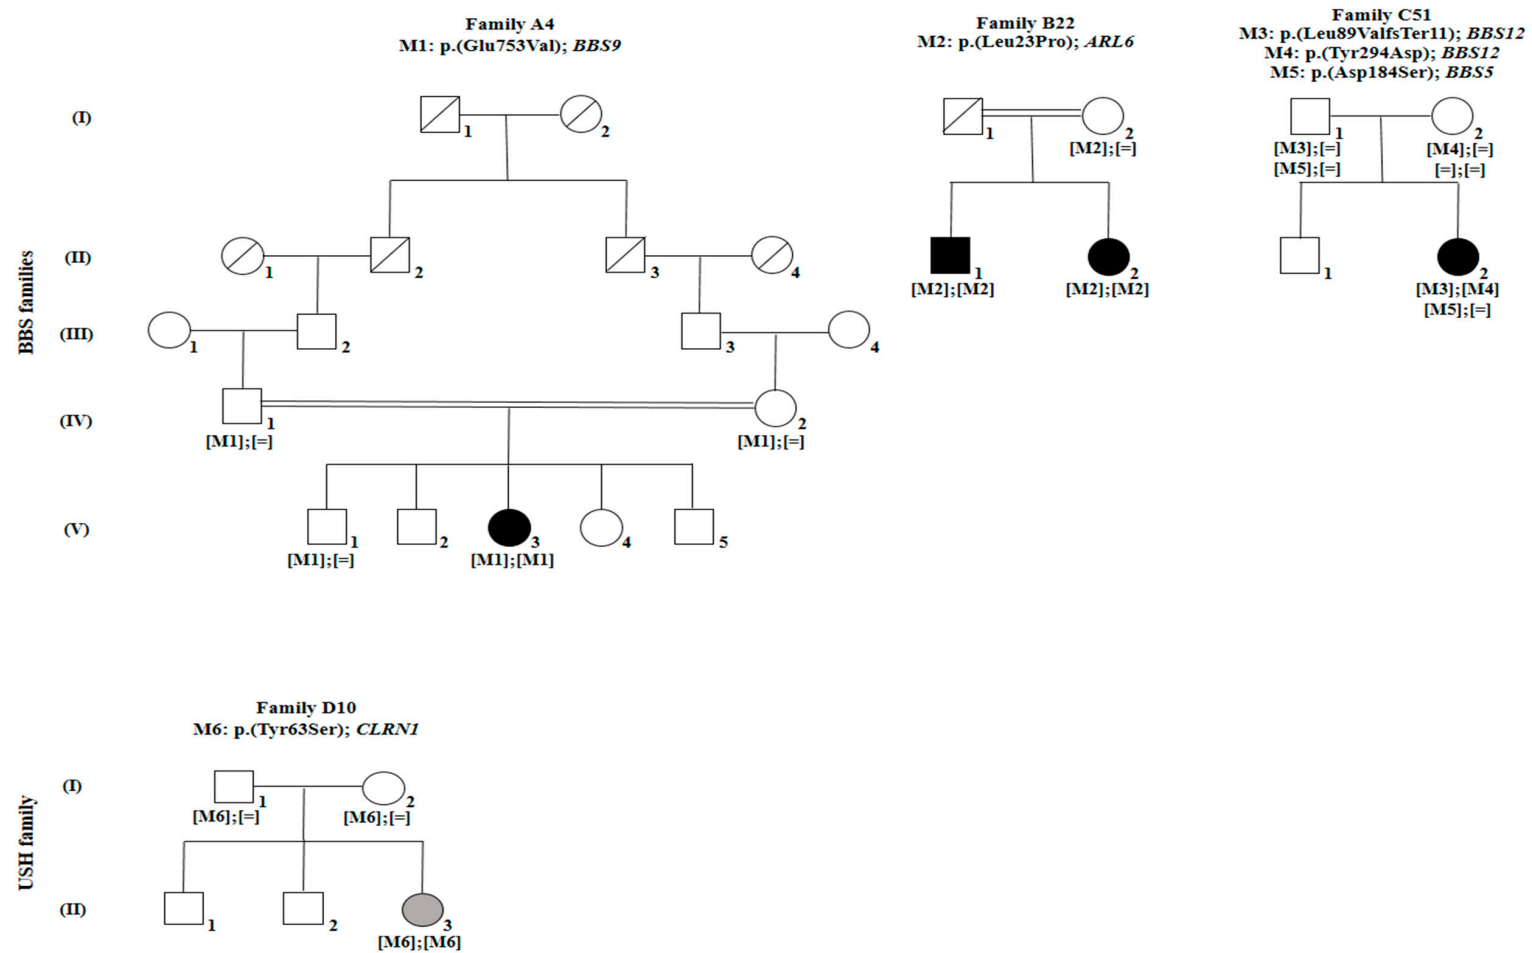 Family A4
M1: p.(Glu753Val); BBS9
Family B22
M2: p.(Leu23Pro); ARL6
Family C51
M3: p.(Leu89ValfsTer11); BBS12
M4: p.(Tyr294Asp); BBS12
M5: p.(Asp184Ser); BBS5
BBS families
(I)
1
2
1
2
[M2];[=]
1
2
[M3];[=]
[M4];[=]
[M5];[=]
[=];[=]
(II)
1
2
3
4
1
2
[M2];[M2]
[M2];[M2]
1
2
[M3];[M4]
[M5];[=]
(III)
1
2
3
4
(IV)
1
2
[M1];[=]
[M1];[=]
(V)
1
2
3
4
5
[M1];[=]
[M1];[M1]
USH family
Family D10
M6: p.(Tyr63Ser); CLRN1
(I)
1
2
[M6];[=]
[M6];[=]
(II)
1
2
3
[M6];[M6]